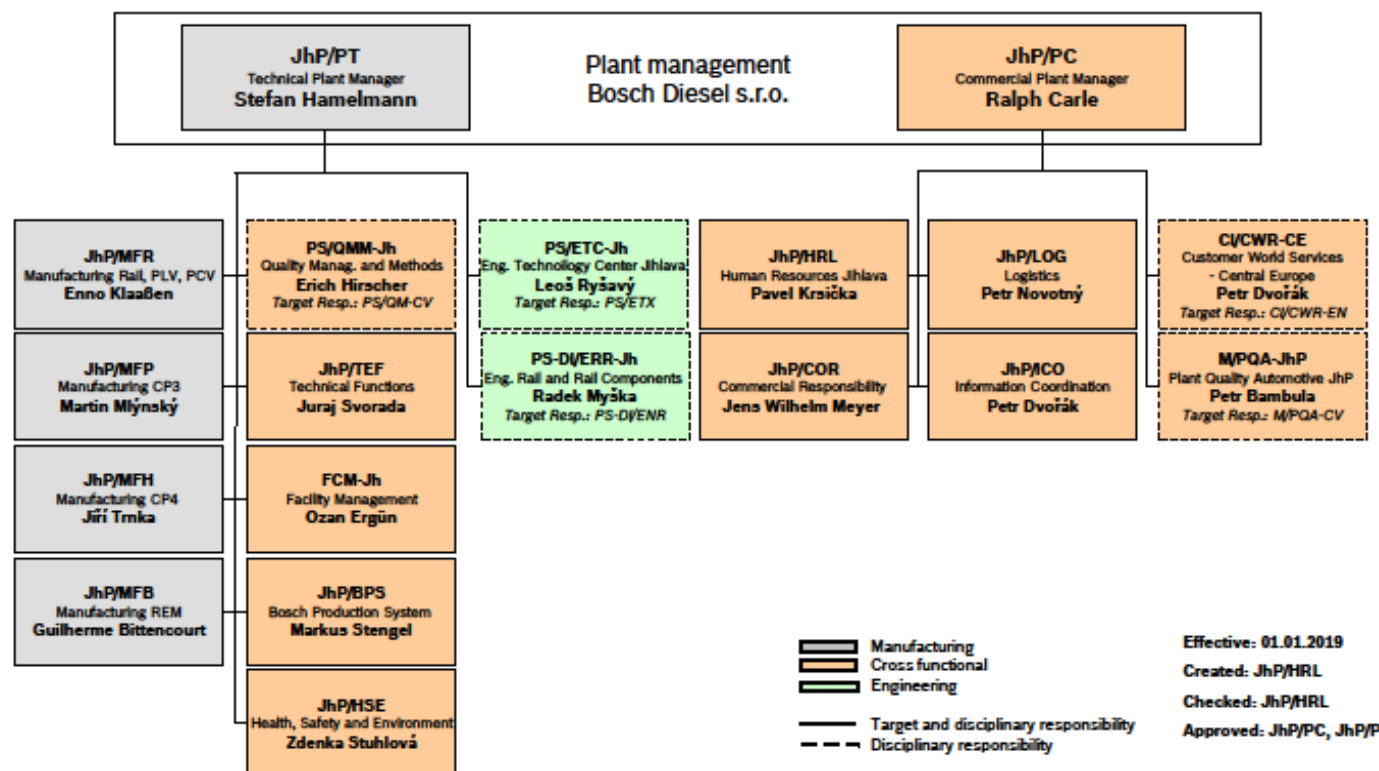 JhP/PT
Technical Plant Manager
Stefan Hamelmann
Plant management
Bosch Diesel s.r.o.
JhP/PC
Commercial Plant Manager
Ralph Carle
JhP/MFR
Manufacturing Rail, PLV, PCV
Enno Klaaßen
PS/QMM-Jh
Quality Manag. and Methods
Erich Hirscher
Target Resp.: PS/QM-CV
PS/ETC-Jh
Eng. Technology Center Jihlava
Leoš Ryšavý
Target Resp.: PS/ETX
JhP/HRL
Human Resources Jihlava
Pavel Krsička
JhP/LOG
Logistics
Petr Novotný
CI/CWR-CE
Customer World Services
- Central Europe
Petr Dvořák
Target Resp.: CI/CWR-EN
JhP/MFP
Manufacturing CP3
Martin Mlýnský
JhP/TEF
Technical Functions
Juraj Svorada
PS-DI/ERR-Jh
Eng. Rail and Rail Components
Radek Myška
Target Resp.: PS-DI/ENR
JhP/COR
Commercial Responsibility
Jens Wilhelm Meyer
JhP/ICO
Information Coordination
Petr Dvořák
M/PQA-JhP
Plant Quality Automotive JhP
Petr Bambula
Target Resp.: M/PQA-CV
JhP/MFH
Manufacturing CP4
Jiří Trnka
FCM-Jh
Facility Management
Ozan Ergün
JhP/MFB
Manufacturing REM
Guilherme Bittencourt
JhP/BPS
Bosch Production System
Markus Stengel
JhP/HSE
Health, Safety and Environment
Zdenka Stuhlová
Manufacturing
Cross functional
Engineering
Target and disciplinary responsibility
Disciplinary responsibility
Effective: 01.01.2019
Created: JhP/HRL
Checked: JhP/HRL
Approved: JhP/PC, JhP/P